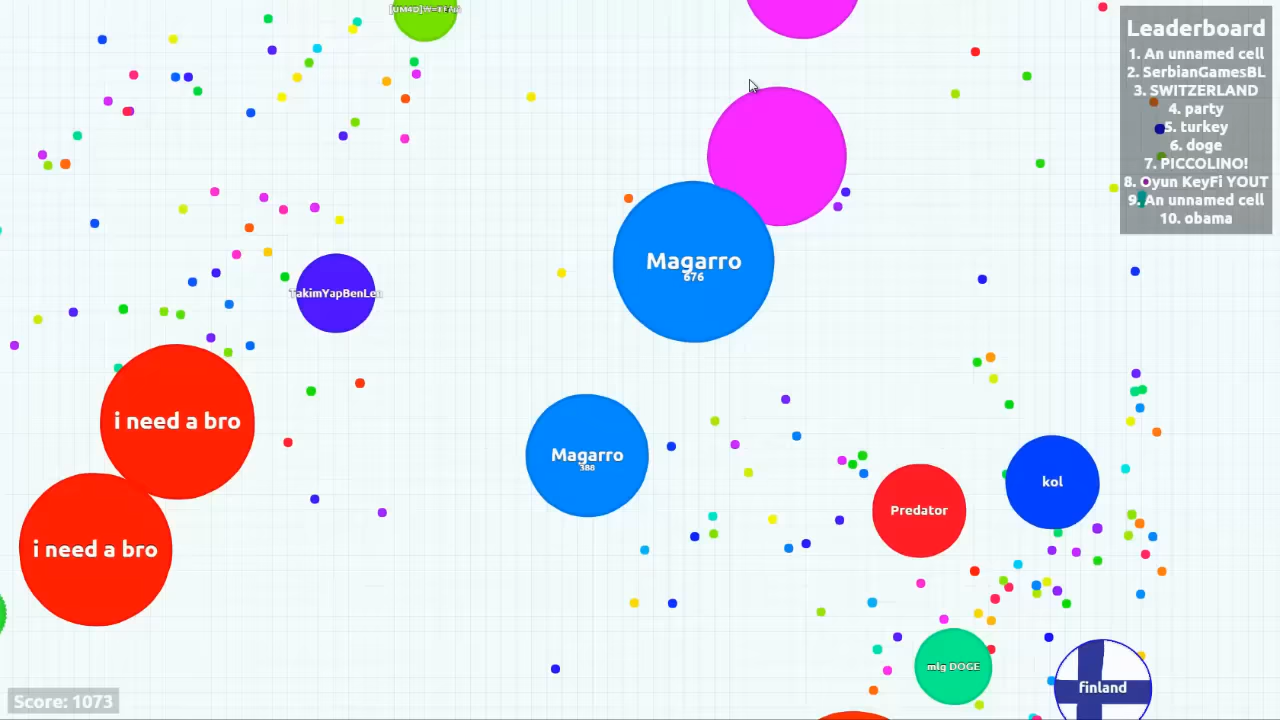 Leaderboard
1. An unnamed cell
2. SerbianGamesBL
3. SWITZERLAND
4. party
5. turkey
6. doge
7. PICCOLINO!
8. Oyun KeyFi YOUT
9. An unnamed cell
10. obama
Magarro
676
TakimYapBenLen
i need a bro
Magarro
388
kol
Predator
i need a bro
mlg DOGE
finland
Score: 1073